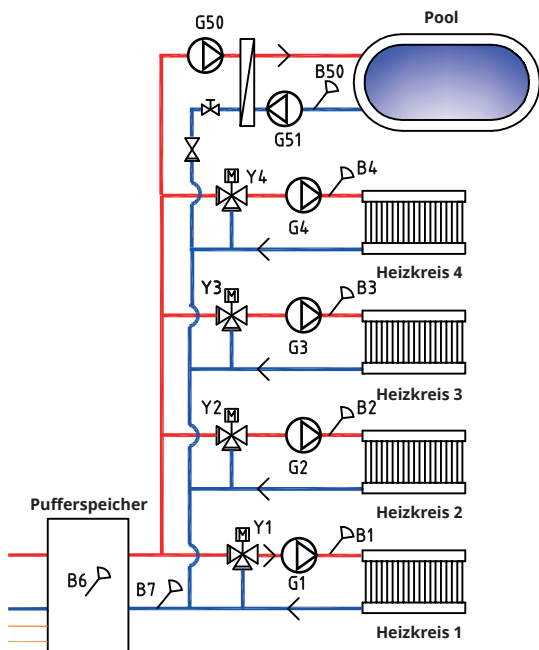 Pool
G50
B50
G51
Y4
B4
G4
M
Heizkreis 4
Y3
B3
G3
M
Heizkreis 3
Y2
B2
G2
M
Heizkreis 2
Pufferspeicher
Y1
B1
G1
M
B6
B7
Heizkreis 1